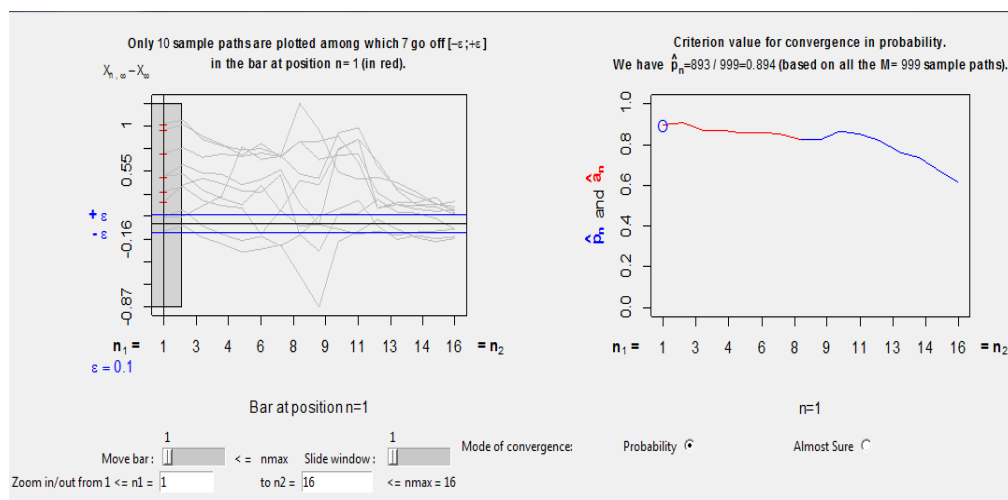 Only 10 sample paths are plotted among which 7 go off [−ε;+ε]
in the bar at position n= 1 (in red).
X n, ω − X ω
1
0.55
+ ε
- ε
-0.16
-0.87
n1 = 1 3 4 6 8 9 11 13 14 16 = n2
ε = 0.1
Criterion value for convergence in probability.
We have p̂n=893 / 999=0.894 (based on all the M= 999 sample paths).
p̂n and ân
1.0
0.8
0.6
0.4
0.2
0.0
n1 = 1 3 4 6 8 9 11 13 14 16 = n2
Bar at position n=1
n=1
1
1
Move bar :
< = nmax
Slide window :
Mode of convergence:
Probability
Almost Sure
Zoom in/out from 1 <= n1 = 1 to n2 = 16 <= nmax = 16